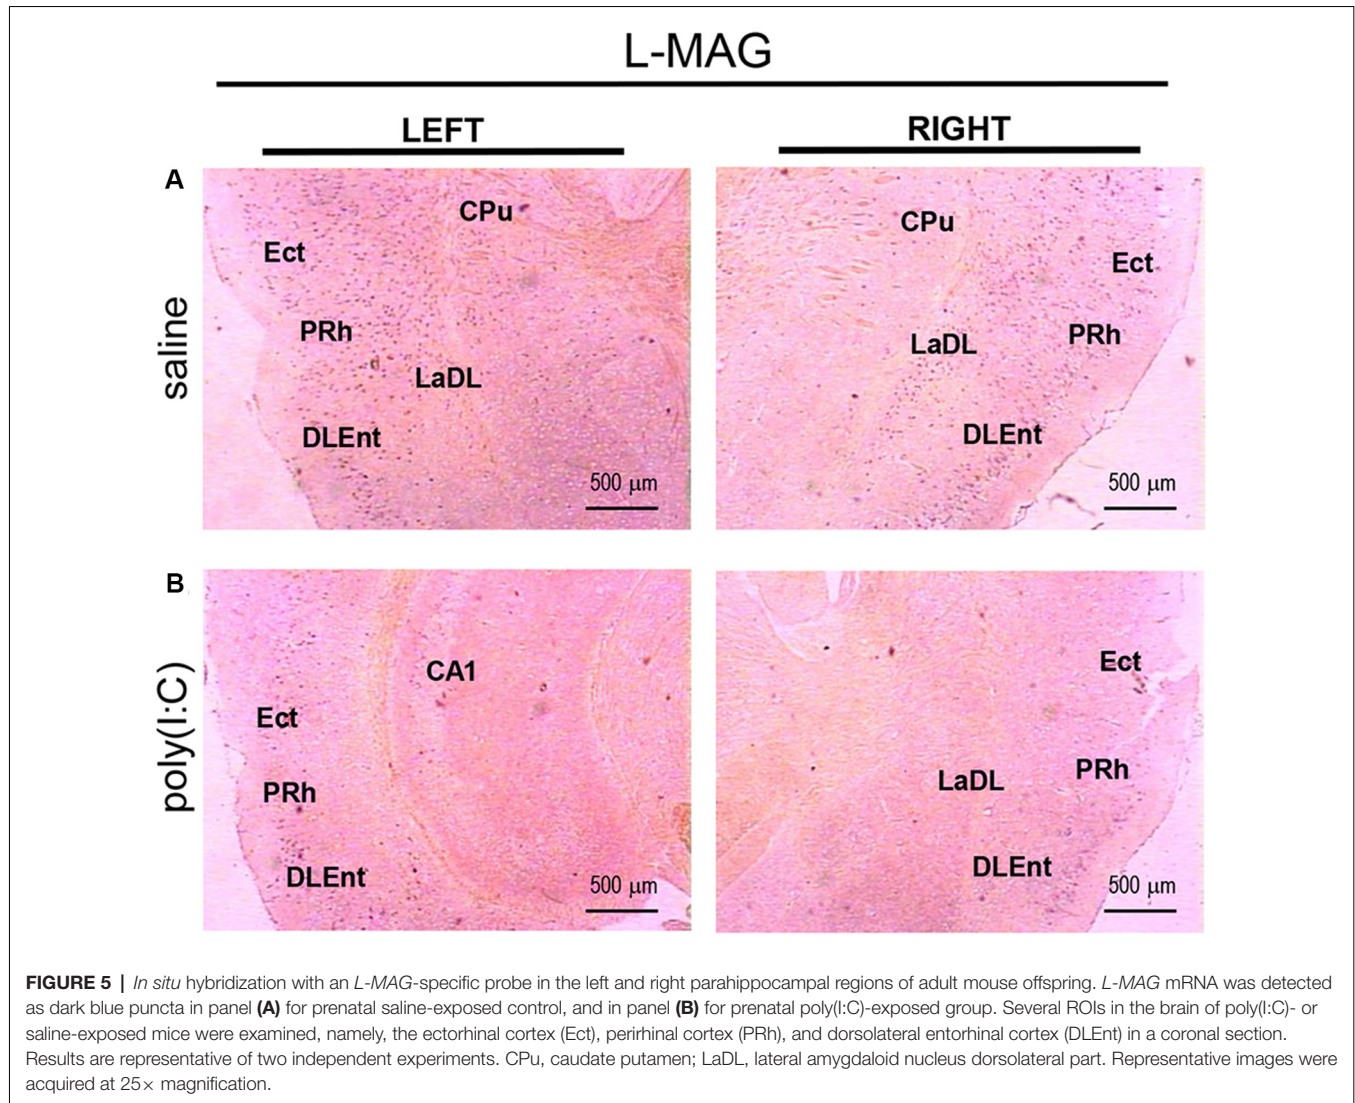 L-MAG
LEFT
RIGHT
A
saline
CPu
Ect
PRh
LaDL
DLEnt
500 µm
CPu
Ect
LaDL
PRh
DLEnt
500 µm
B
poly(I:C)
CA1
Ect
PRh
DLEnt
500 µm
Ect
LaDL
PRh
DLEnt
500 µm
FIGURE 5 | In situ hybridization with an L-MAG-specific probe in the left and right parahippocampal regions of adult mouse offspring. L-MAG mRNA was detected
as dark blue puncta in panel (A) for prenatal saline-exposed control, and in panel (B) for prenatal poly(I:C)-exposed group. Several ROIs in the brain of poly(I:C)- or
saline-exposed mice were examined, namely, the ectorhinal cortex (Ect), perirhinal cortex (PRh), and dorsolateral entorhinal cortex (DLEnt) in a coronal section.
Results are representative of two independent experiments. CPu, caudate putamen; LaDL, lateral amygdaloid nucleus dorsolateral part. Representative images were
acquired at 25× magnification.